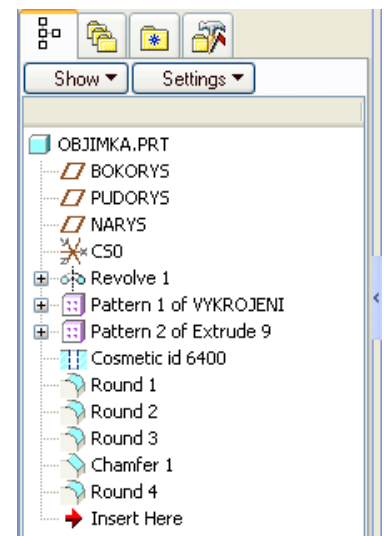 Show Settings
OBJIMKA.PRT
BOKORYS
PUDORYS
NARYS
CS0
Revolve 1
Pattern 1 of VYKROJENI
Pattern 2 of Extrude 9
Cosmetic id 6400
Round 1
Round 2
Round 3
Chamfer 1
Round 4
Insert Here